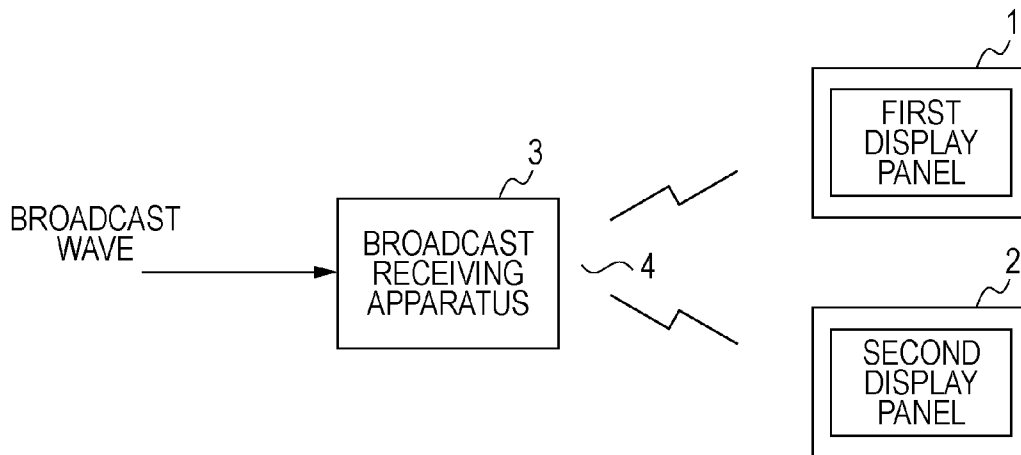 1
FIRST
DISPLAY
PANEL
3
BROADCAST
WAVE
BROADCAST
RECEIVING
APPARATUS
4
2
SECOND
DISPLAY
PANEL